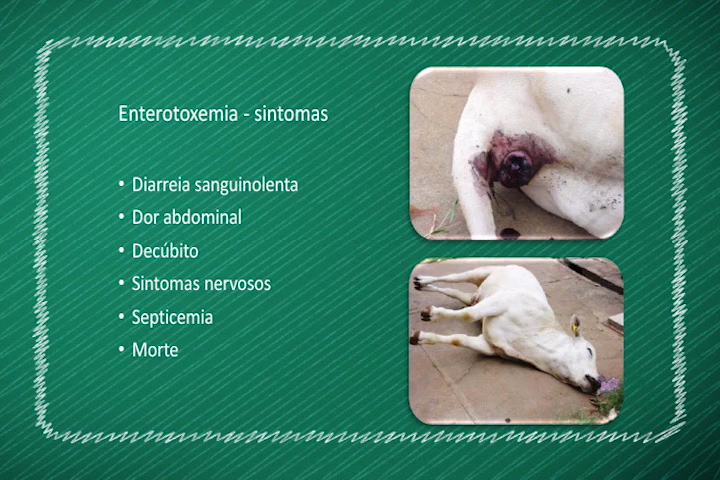 Enterotoxemia - sintomas
• Diarreia sanguinolenta
• Dor abdominal
• Decúbito
• Sintomas nervosos
• Septicemia
• Morte